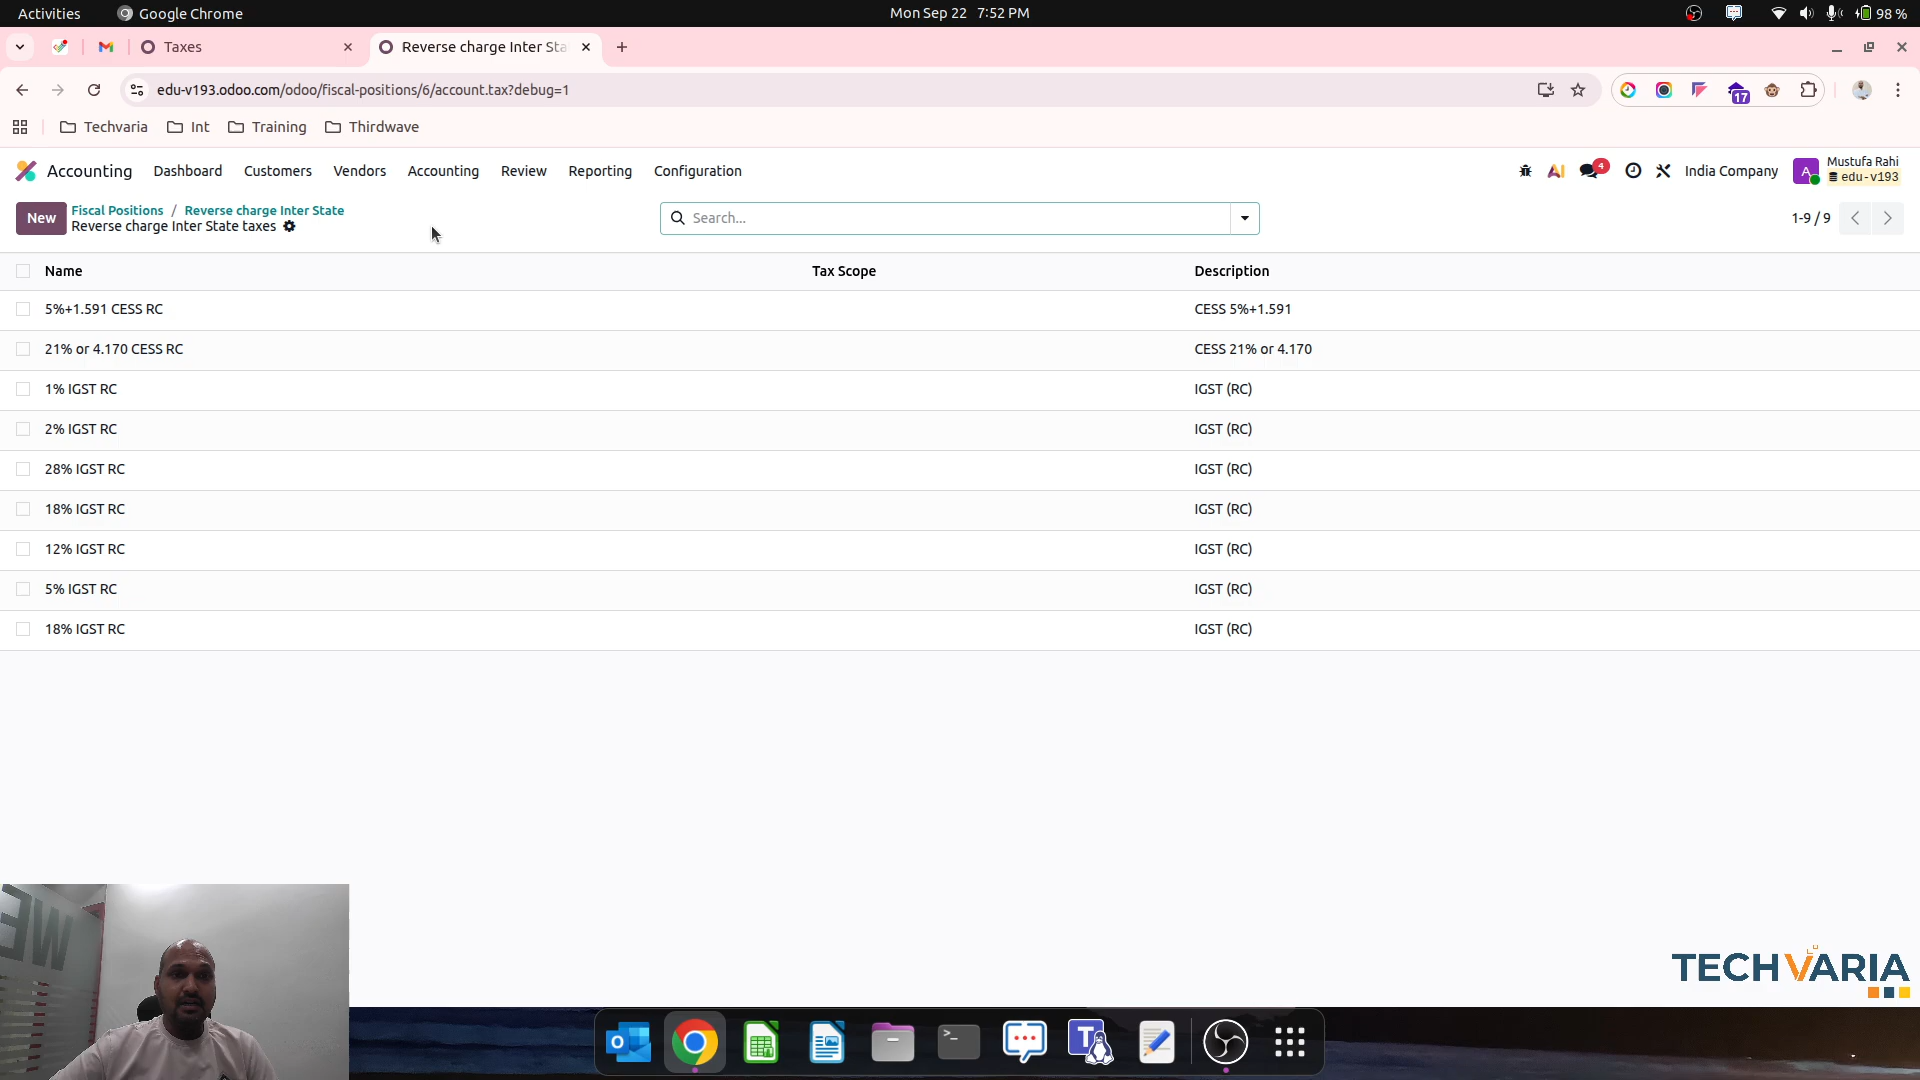 Activities
Google Chrome
Mon Sep 22 7:52 PM
98 %
Taxes
Reverse charge Inter Sta
edu-v193.odoo.com/odoo/fiscal-positions/6/account.tax?debug=1
17
Techvaria
Int
Training
Thirdwave
Accounting
Dashboard
Customers
Vendors
Accounting
Review
Reporting
Configuration
AI
4
India Company
A
Mustufa Rahi
edu-v193
New
Fiscal Positions / Reverse charge Inter State
Reverse charge Inter State taxes
Search...
1-9 / 9
Name Tax Scope Description
5%+1.591 CESS RC CESS 5%+1.591
21% or 4.170 CESS RC CESS 21% or 4.170
1% IGST RC IGST (RC)
2% IGST RC IGST (RC)
28% IGST RC IGST (RC)
18% IGST RC IGST (RC)
12% IGST RC IGST (RC)
5% IGST RC IGST (RC)
18% IGST RC IGST (RC)
WE
TECHVARIA